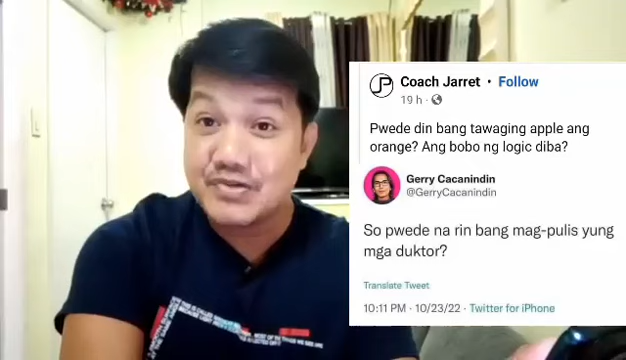 Coach Jarret · Follow
19 h ·
Pwede din bang tawaging apple ang
orange? Ang bobo ng logic diba?
Gerry Cacanindin
@GerryCacanindin
So pwede na rin bang mag-pulis yung
mga duktor?
Translate Tweet
10:11 PM · 10/23/22 · Twitter for iPhone